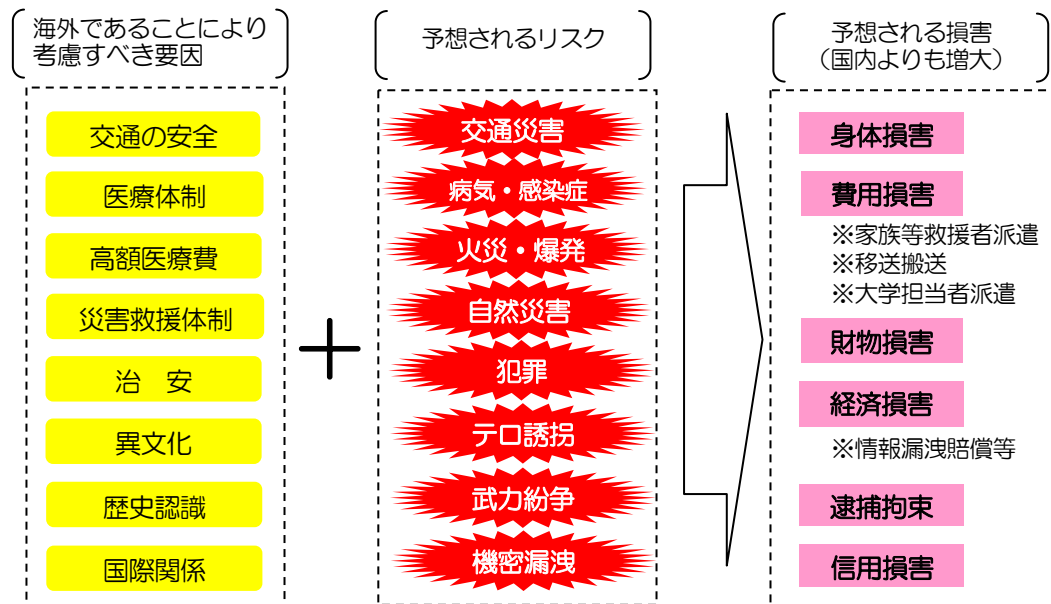 海外であることにより
考慮すべき要因
交通の安全
医療体制
高額医療費
災害救援体制
治　安
異文化
歴史認識
国際関係
予想されるリスク
交通災害
病気・感染症
火災・爆発
自然災害
犯罪
テロ誘拐
武力紛争
機密漏洩
予想される損害
（国内よりも増大）
身体損害
費用損害
※家族等救援者派遣
※移送搬送
※大学担当者派遣
財物損害
経済損害
※情報漏洩賠償等
逮捕拘束
信用損害